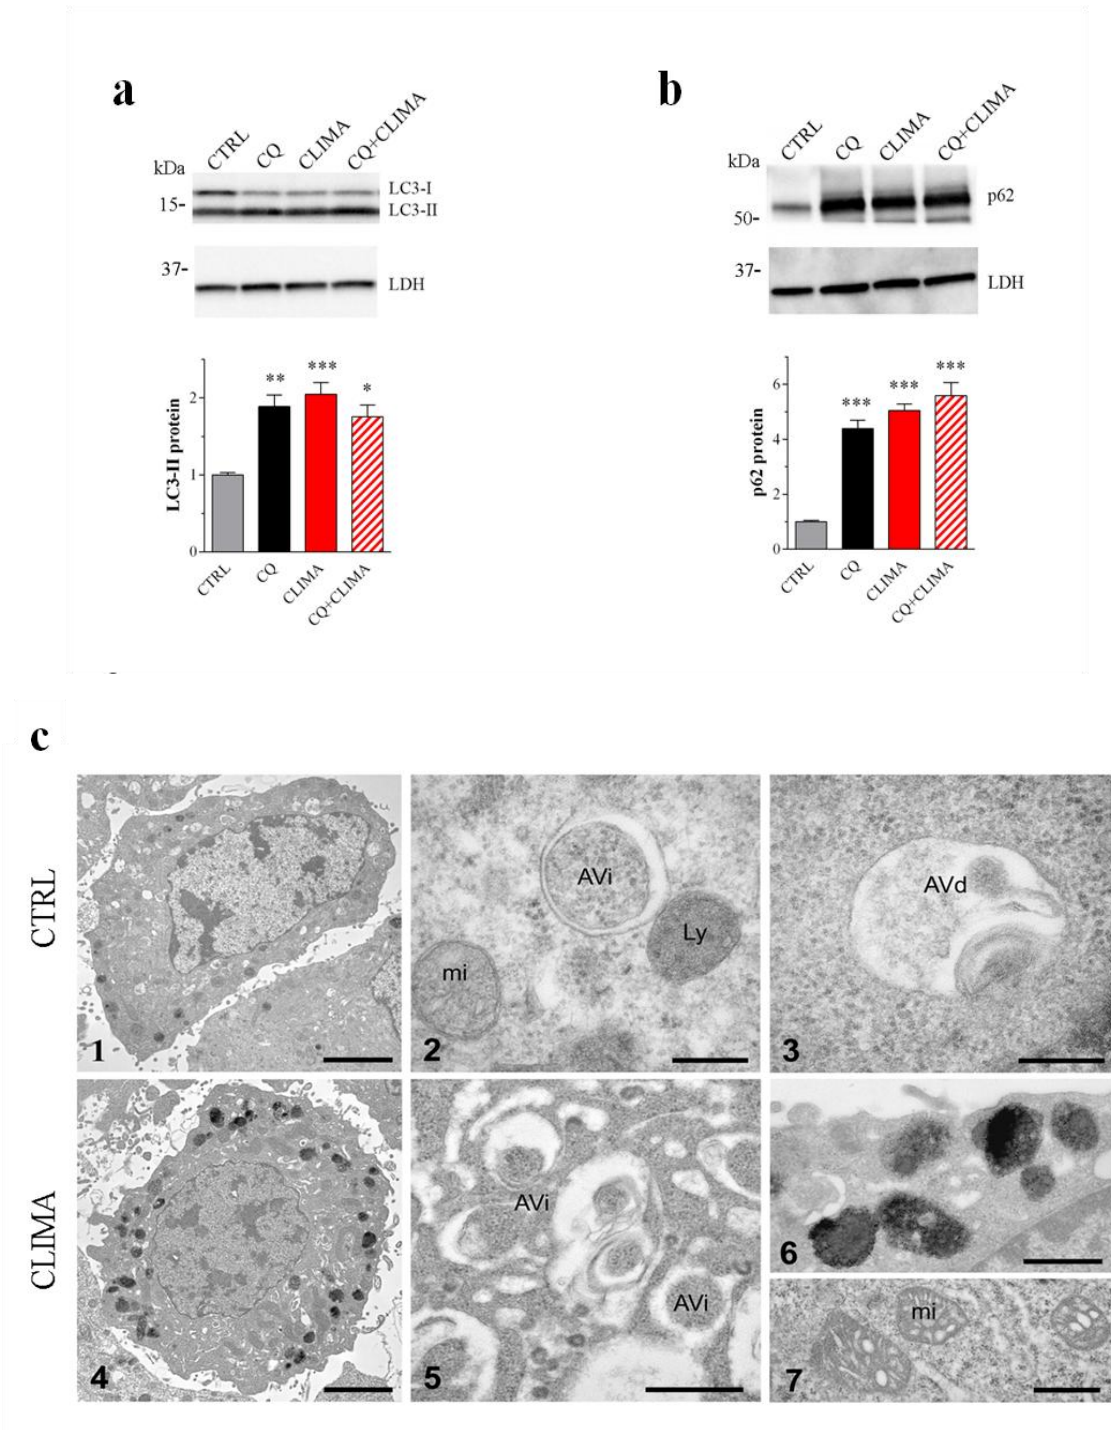 a
CTRL
CQ
CLIMA
CQ+CLIMA
kDa
15-
LC3-I
LC3-II
37-
LDH
LC3-II protein
2
1
0
**
***
*
CTRL
CQ
CLIMA
CQ+CLIMA
b
CTRL
CQ
CLIMA
CQ+CLIMA
kDa
50-
p62
37-
LDH
p62 protein
6
4
2
0
***
***
***
CTRL
CQ
CLIMA
CQ+CLIMA
c
CTRL
1
AVi
Ly
mi
2
AVd
3
CLIMA
4
AVi
AVi
5
6
mi
7